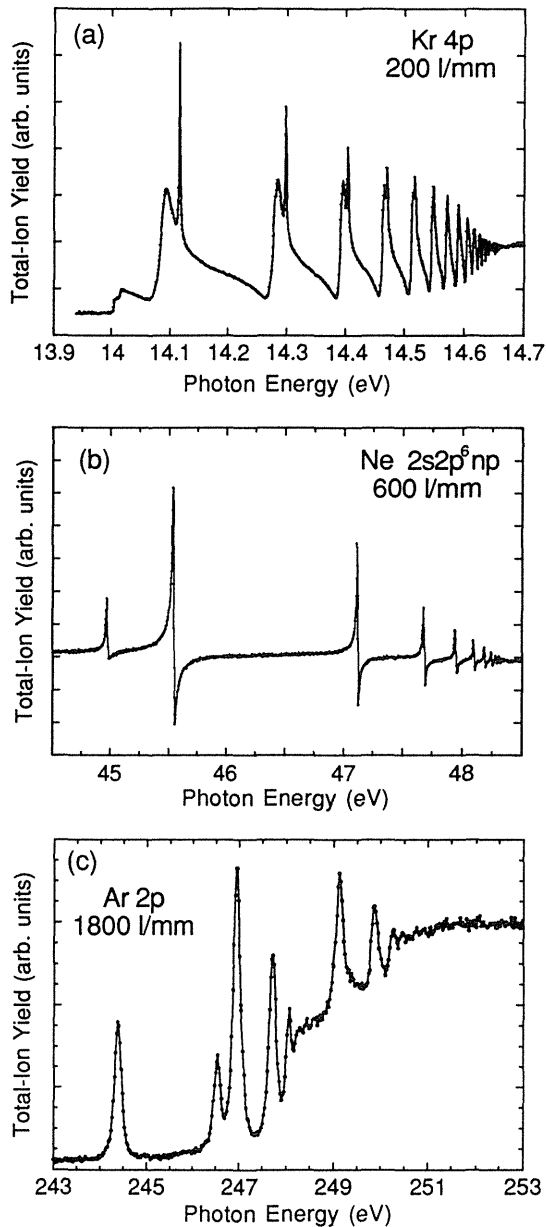 (a)
Kr 4p
200 l/mm
Total-Ion Yield (arb. units)
13.9 14 14.1 14.2 14.3 14.4 14.5 14.6 14.7
Photon Energy (eV)
(b)
Ne 2s2p⁶np
600 l/mm
Total-Ion Yield (arb. units)
45 46 47 48
Photon Energy (eV)
(c)
Ar 2p
1800 l/mm
Total-Ion Yield (arb. units)
243 245 247 249 251 253
Photon Energy (eV)